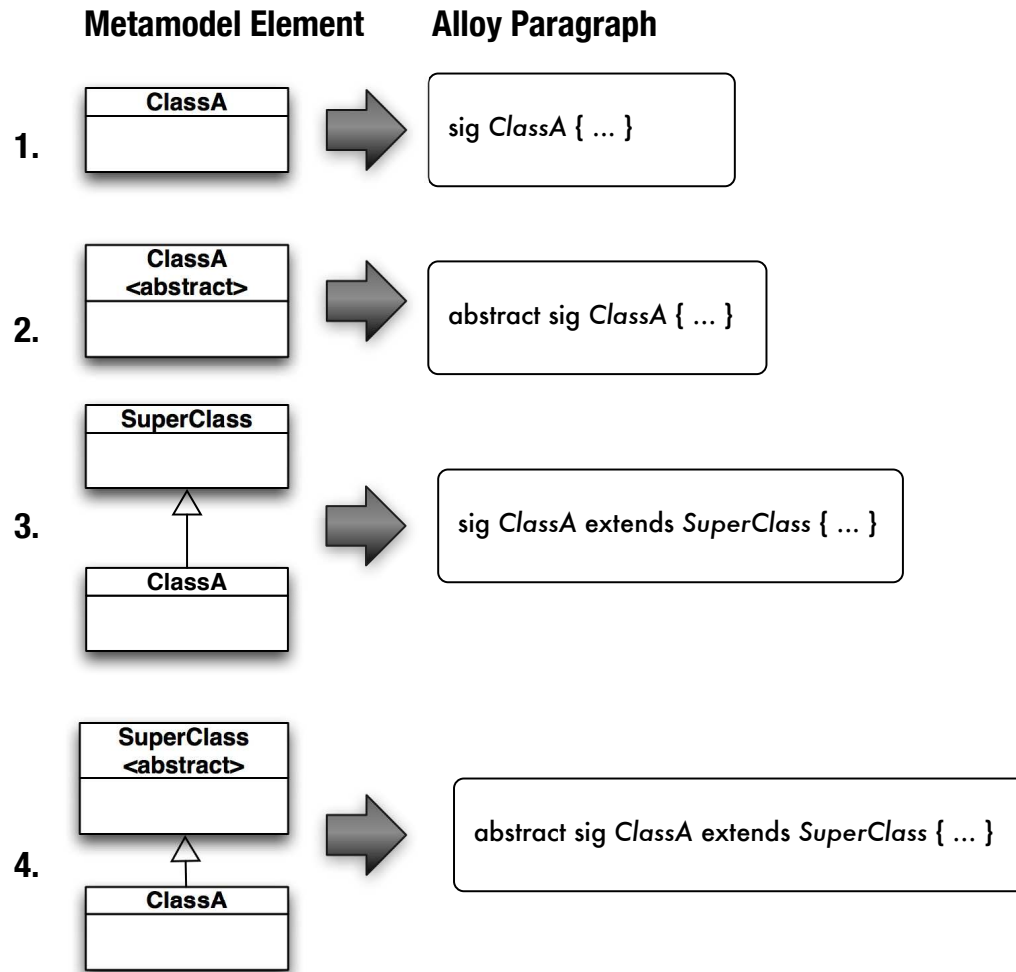 Metamodel Element Alloy Paragraph
1.
ClassA
sig ClassA { ... }
2.
ClassA
<abstract>
abstract sig ClassA { ... }
3.
SuperClass
ClassA
sig ClassA extends SuperClass { ... }
4.
SuperClass
<abstract>
ClassA
abstract sig ClassA extends SuperClass { ... }